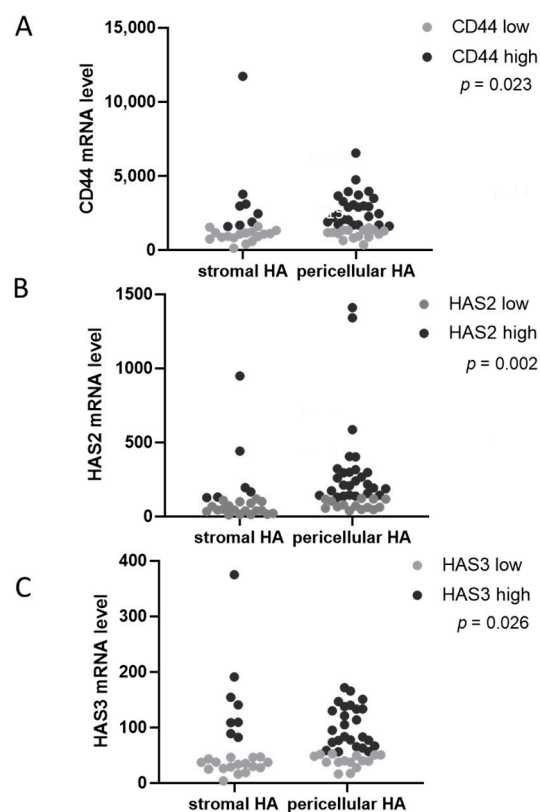 A
15,000
10,000
5,000
0
CD44 mRNA level
stromal HA pericellular HA
CD44 low
CD44 high
p = 0.023
B
1500
1000
500
0
HAS2 mRNA level
stromal HA pericellular HA
HAS2 low
HAS2 high
p = 0.002
C
400
300
200
100
0
HAS3 mRNA level
stromal HA pericellular HA
HAS3 low
HAS3 high
p = 0.026